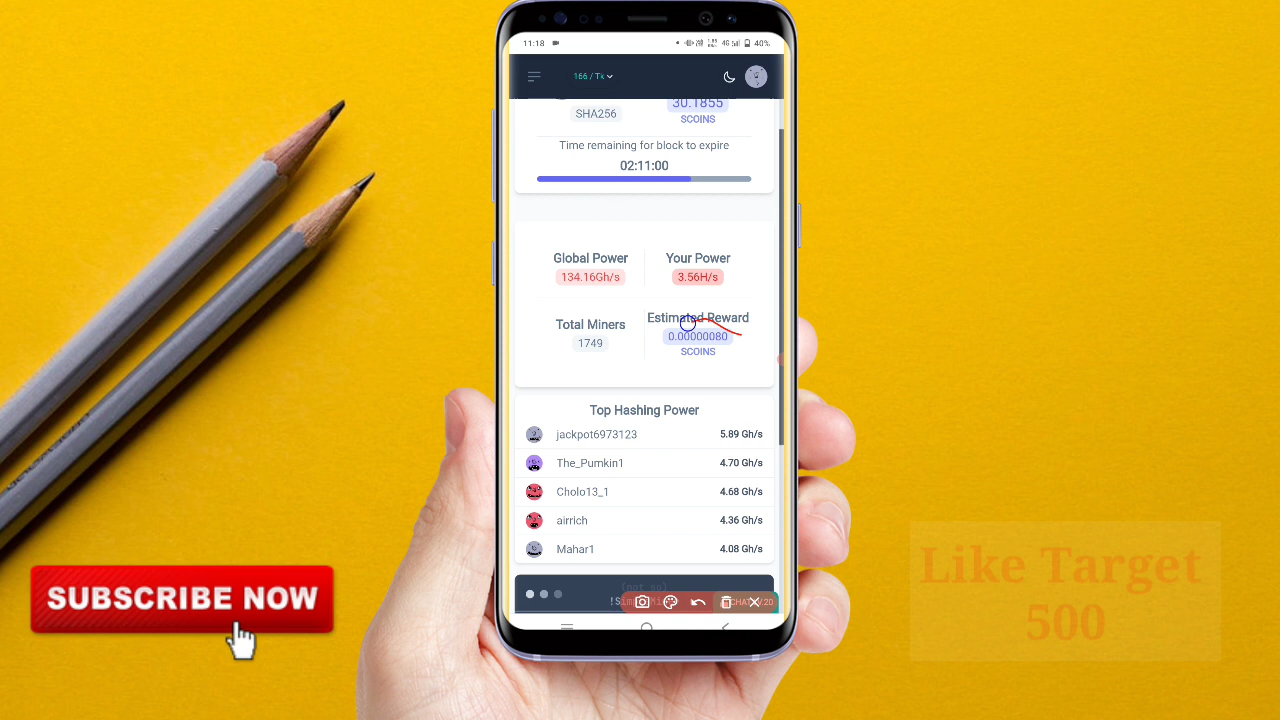 11:18
4G
40%
166 / Tk
30.1855
SHA256
SCOINS
Time remaining for block to expire
02:11:00
Global Power
Your Power
134.16Gh/s
3.56H/s
Total Miners
Estimated Reward
1749
0.00000080
SCOINS
Top Hashing Power
jackpot6973123
5.89 Gh/s
The_Pumkin1
4.70 Gh/s
Cholo13_1
4.68 Gh/s
airrich
4.36 Gh/s
Mahar1
4.08 Gh/s
SUBSCRIBE NOW
Like Target
500